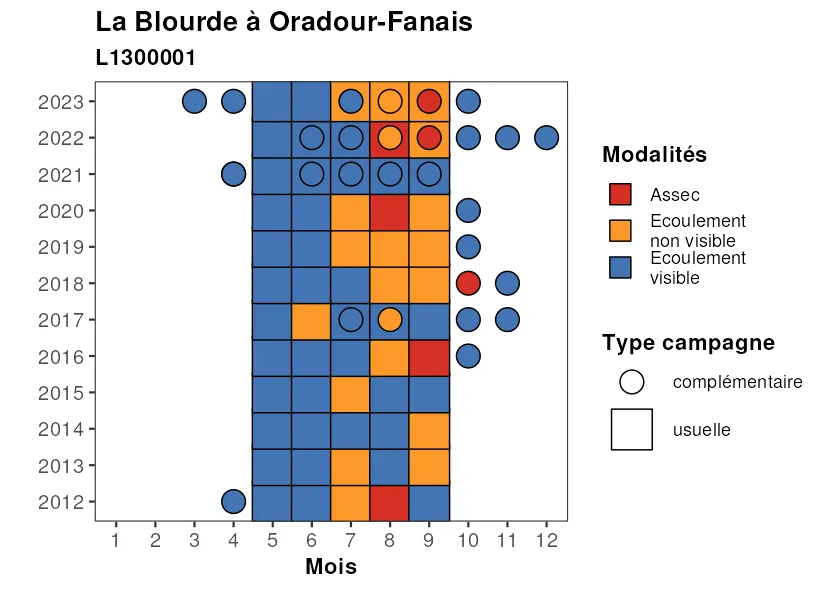 La Blourde à Oradour-Fanais
L1300001
2023
2022
2021
2020
2019
2018
2017
2016
2015
2014
2013
2012
1 2 3 4 5 6 7 8 9 10 11 12
Mois
Modalités
Assec
Ecoulement
non visible
Ecoulement
visible
Type campagne
complémentaire
usuelle